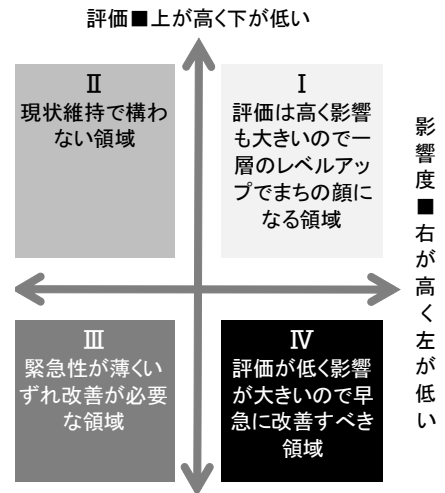 評価■上が高く下が低い
Ⅱ
現状維持で構わ
ない領域
Ⅰ
評価は高く影響
も大きいので一
層のレベルアッ
プでまちの顔に
なる領域
影響度■右が高く左が低い
Ⅲ
緊急性が薄くい
ずれ改善が必要
な領域
Ⅳ
評価が低く影響
が大きいので早
急に改善すべき
領域